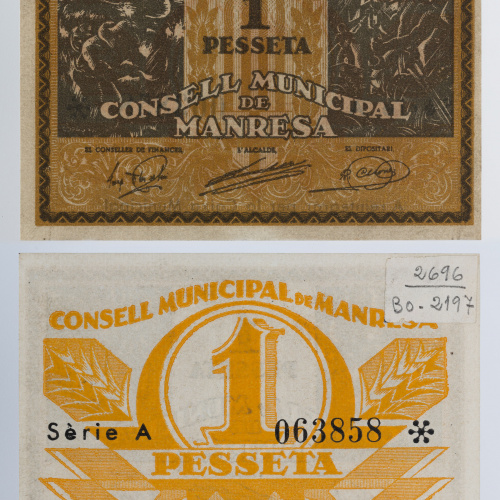 1
PESSETA
CONSELL MUNICIPAL
DE
MANRESA
EL CONSELLER DE FINANCES,
L'ALCALDE,
EL DIPOSITARI,
2696
Bo-2197
CONSELL MUNICIPAL DE MANRESA
1
Sèrie A
063858 *
PESSETA